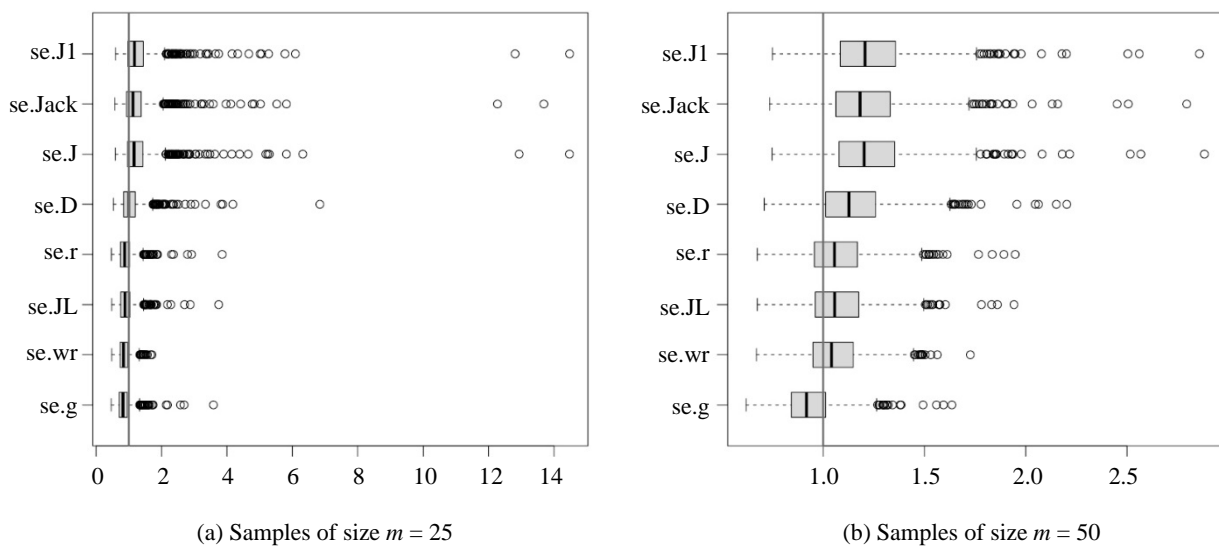 se.J1
se.Jack
se.J
se.D
se.r
se.JL
se.wr
se.g
0 2 4 6 8 10 12 14
(a) Samples of size m = 25
se.J1
se.Jack
se.J
se.D
se.r
se.JL
se.wr
se.g
1.0 1.5 2.0 2.5
(b) Samples of size m = 50